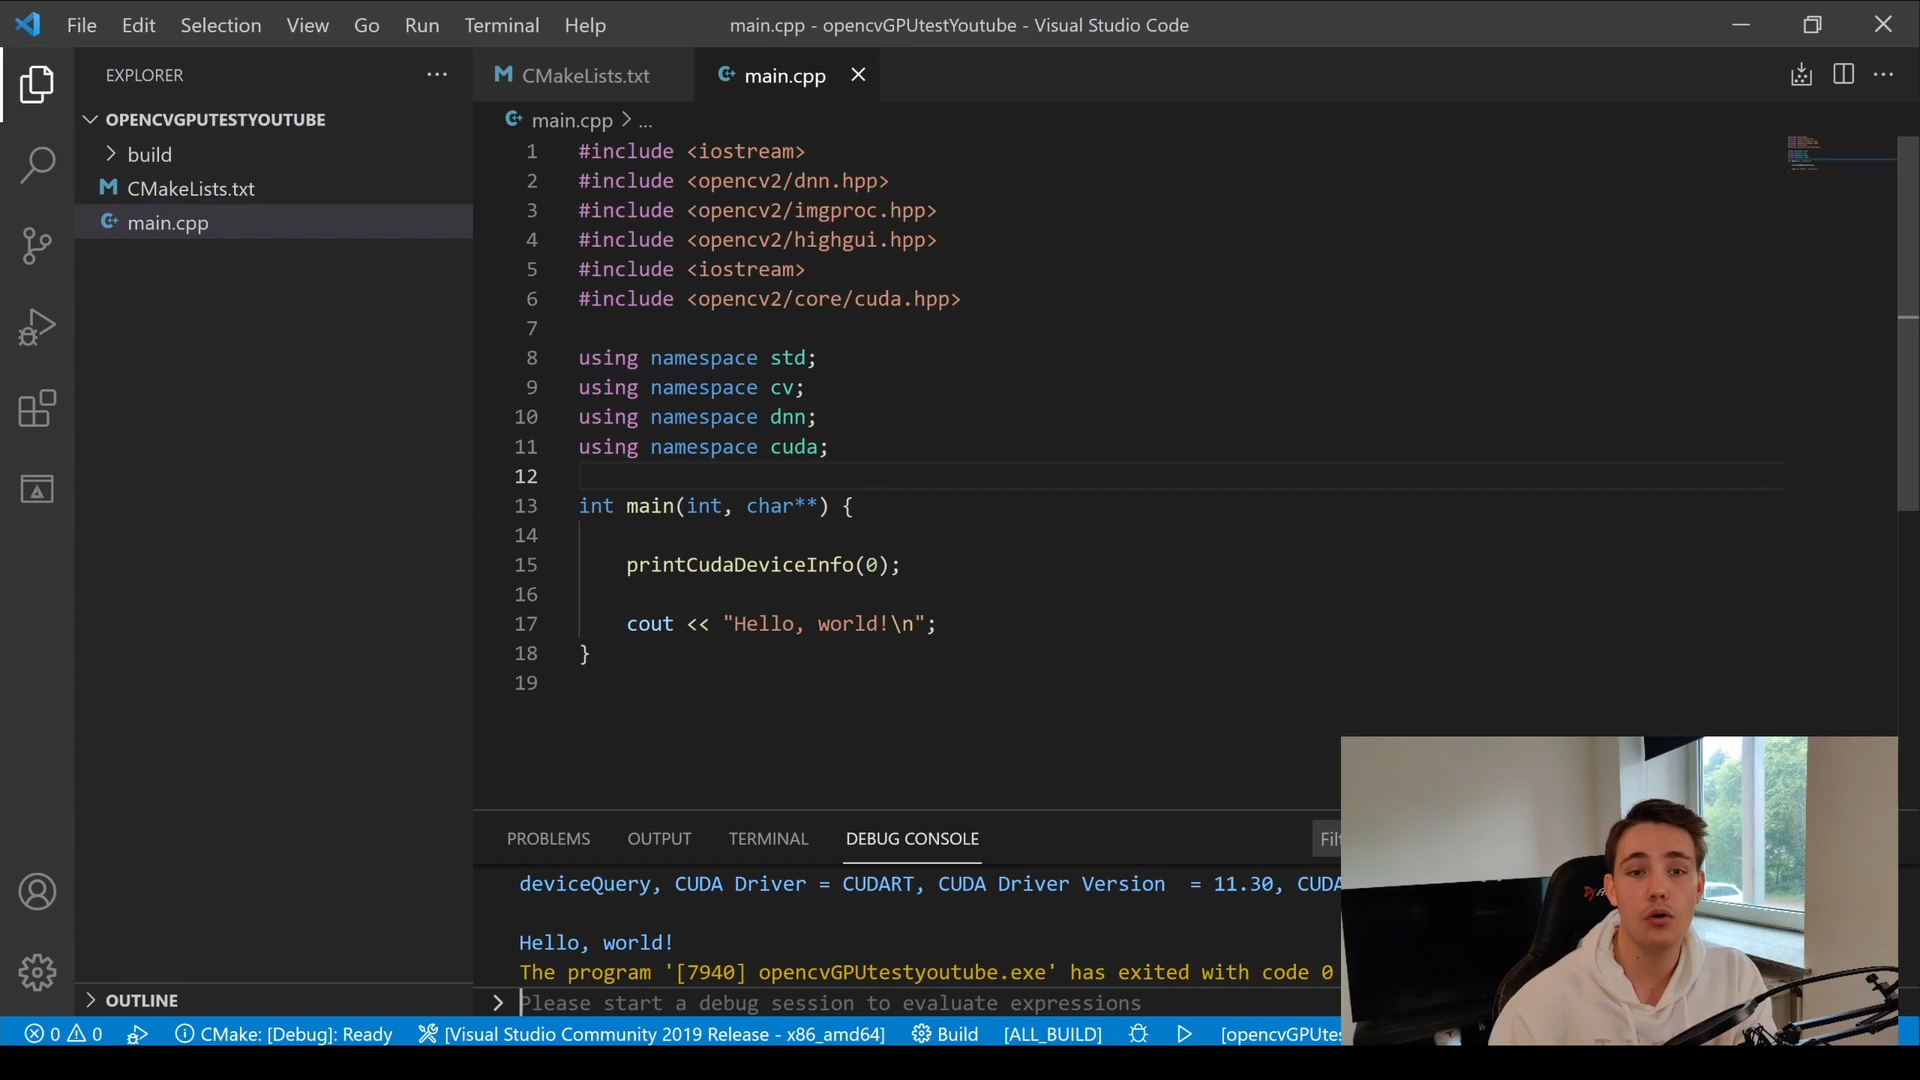 File Edit Selection View Go Run Terminal Help
main.cpp - opencvGPUtestYoutube - Visual Studio Code
EXPLORER
OPENCVGPUTESTYOUTUBE
build
CMakeLists.txt
main.cpp
OUTLINE
CMakeLists.txt main.cpp
main.cpp > ...
1 #include <iostream>
2 #include <opencv2/dnn.hpp>
3 #include <opencv2/imgproc.hpp>
4 #include <opencv2/highgui.hpp>
5 #include <iostream>
6 #include <opencv2/core/cuda.hpp>
7
8 using namespace std;
9 using namespace cv;
10 using namespace dnn;
11 using namespace cuda;
12
13 int main(int, char**) {
14
15 printCudaDeviceInfo(0);
16
17 cout << "Hello, world!\n";
18 }
19
PROBLEMS OUTPUT TERMINAL DEBUG CONSOLE
deviceQuery, CUDA Driver = CUDART, CUDA Driver Version = 11.30, CUDA
Hello, world!
The program '[7940] opencvGPUtestyoutube.exe' has exited with code 0
Please start a debug session to evaluate expressions
0 0 CMake: [Debug]: Ready [Visual Studio Community 2019 Release - x86_amd64] Build [ALL_BUILD] [opencvGPUtes